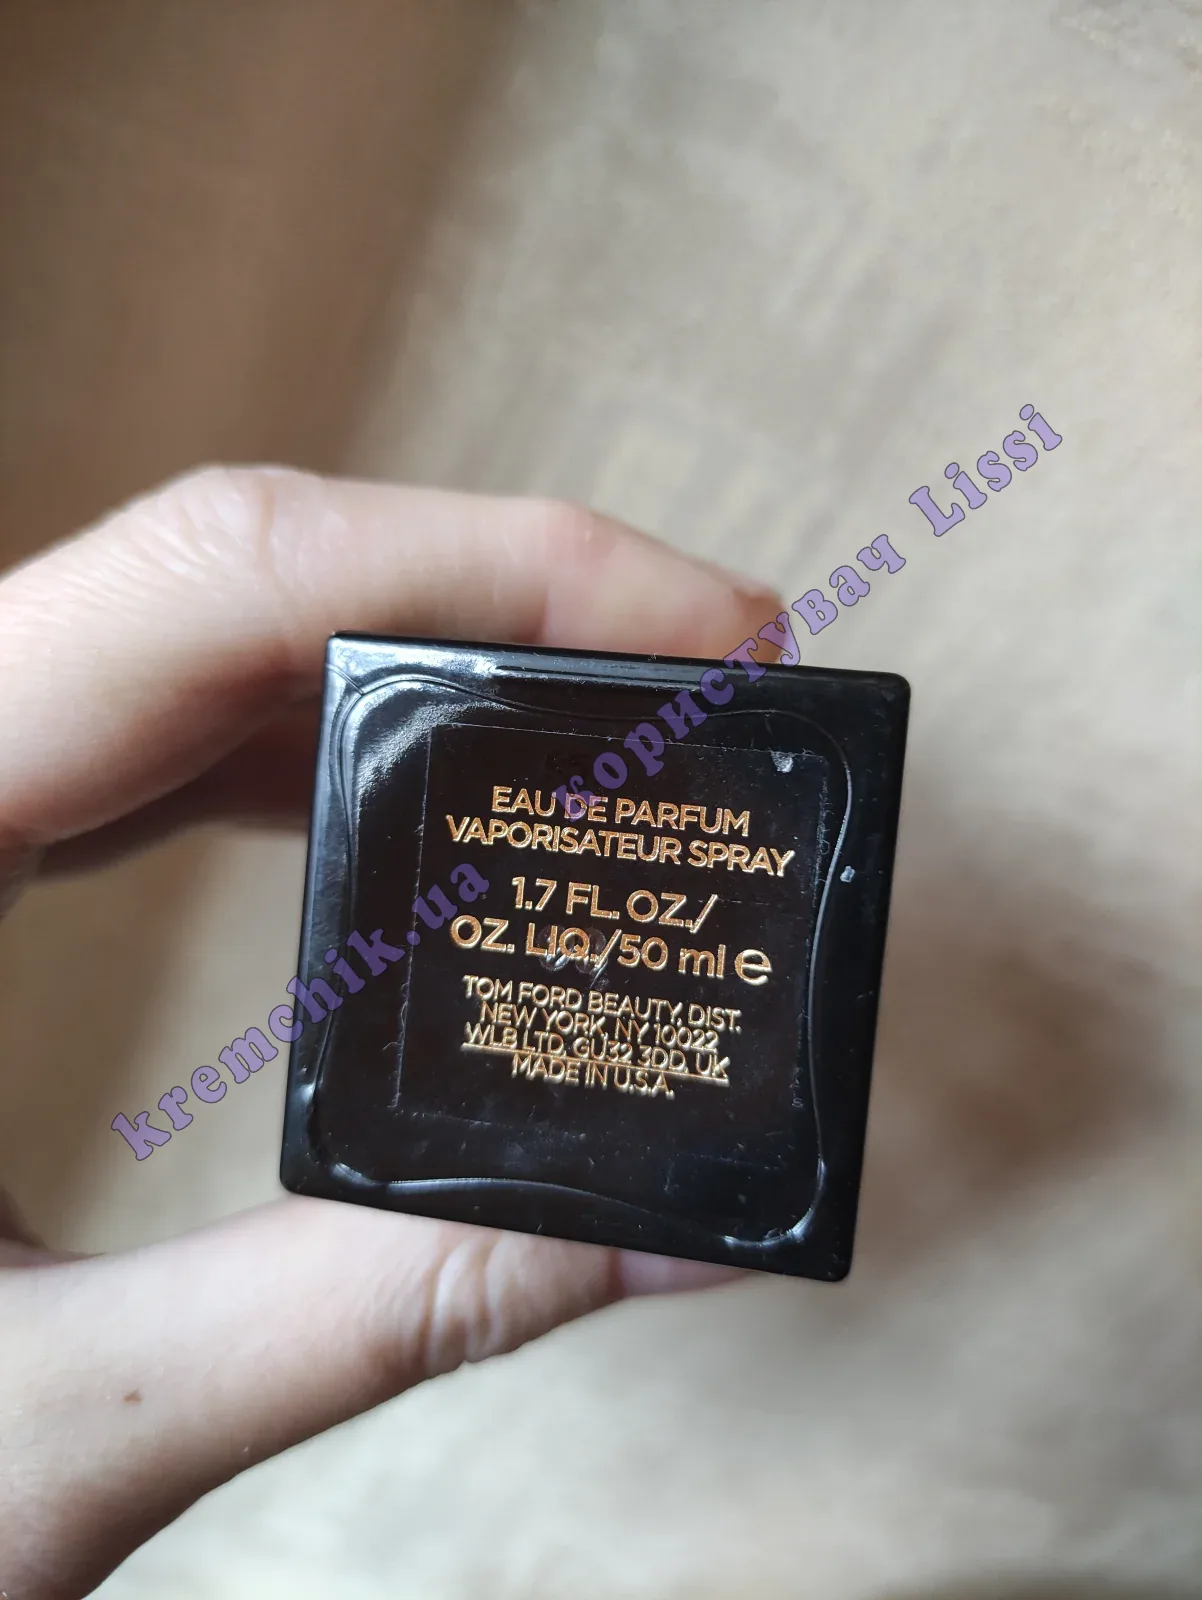 EAU DE PARFUM
VAPORISATEUR SPRAY
1.7 FL. OZ./
OZ. LIQ./50 ml e
TOM FORD BEAUTY, DIST.
NEW YORK, NY 10022
WLB LTD, GU32 3DD, UK
MADE IN U.S.A.
kremchik.ua користувач Lissi